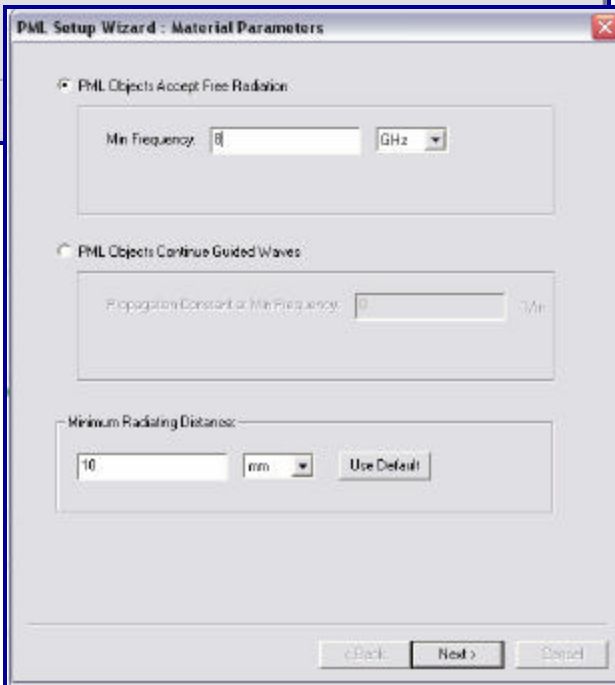 PML Setup Wizard : Material Parameters
PML Objects Accept Free Radiation
Min Frequency: 8 GHz
PML Objects Continue Guided Waves
Propagation Constant at Min Frequency: 0 1/m
Minimum Radiating Distance:
10 mm Use Default
< Back Next > Cancel